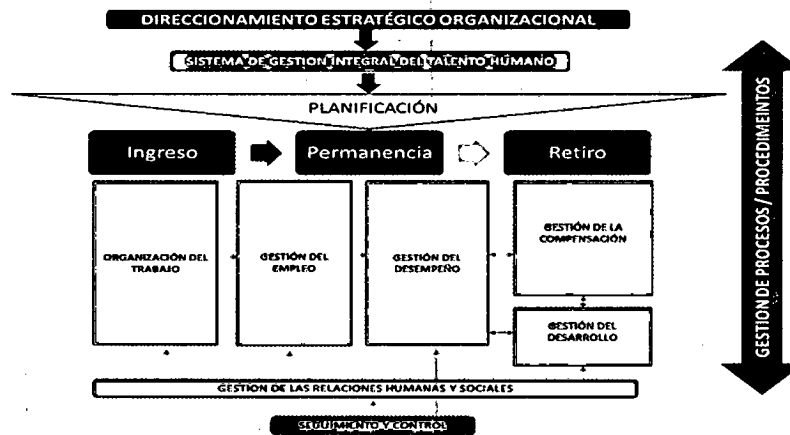 DIRECCIONAMIENTO ESTRATÉGICO ORGANIZACIONAL
SISTEMA DE GESTION INTEGRAL DEL TALENTO HUMANO
PLANIFICACIÓN
Ingreso
Permanencia
Retiro
ORGANIZACIÓN DEL
TRABAJO
GESTIÓN DEL
EMPLEO
GESTIÓN DEL
DESEMPEÑO
GESTIÓN DE LA
COMPENSACIÓN
GESTIÓN DEL
DESARROLLO
GESTION DE LAS RELACIONES HUMANAS Y SOCIALES
SEGUIMIENTO Y CONTROL
GESTION DE PROCESOS / PROCEDIMEINTOS